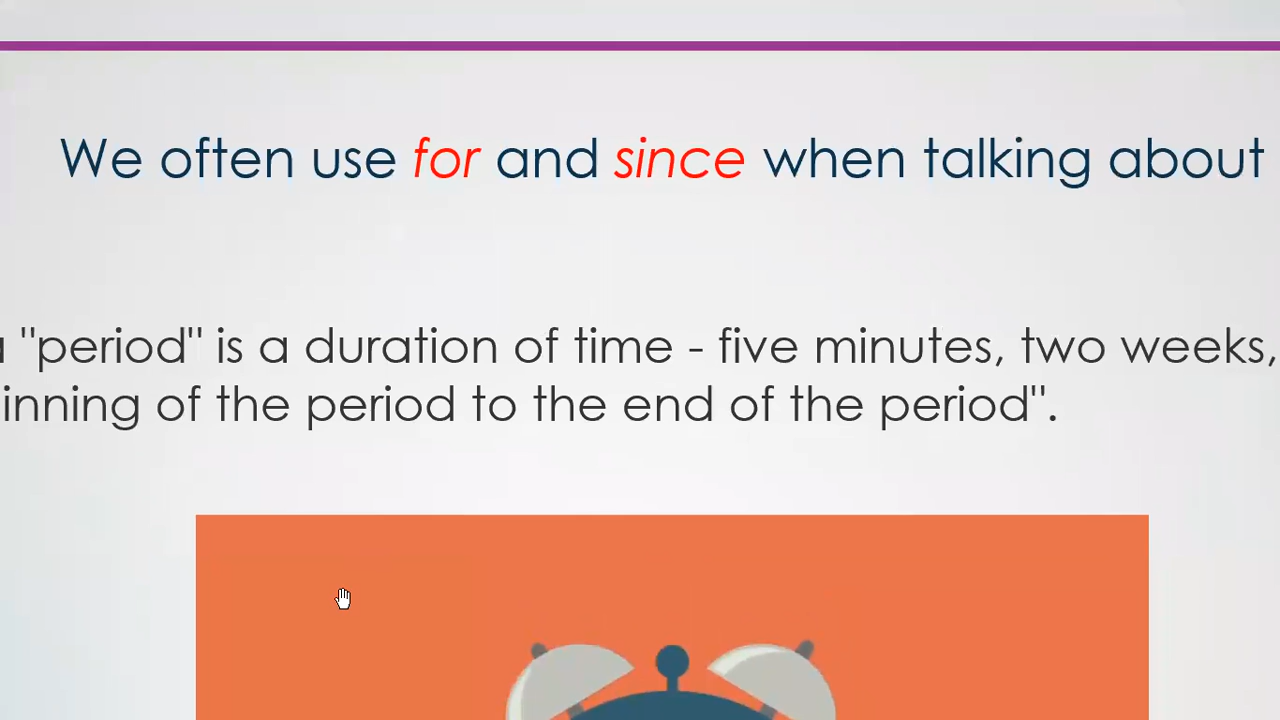 We often use for and since when talking about
"period" is a duration of time - five minutes, two weeks,
inning of the period to the end of the period".